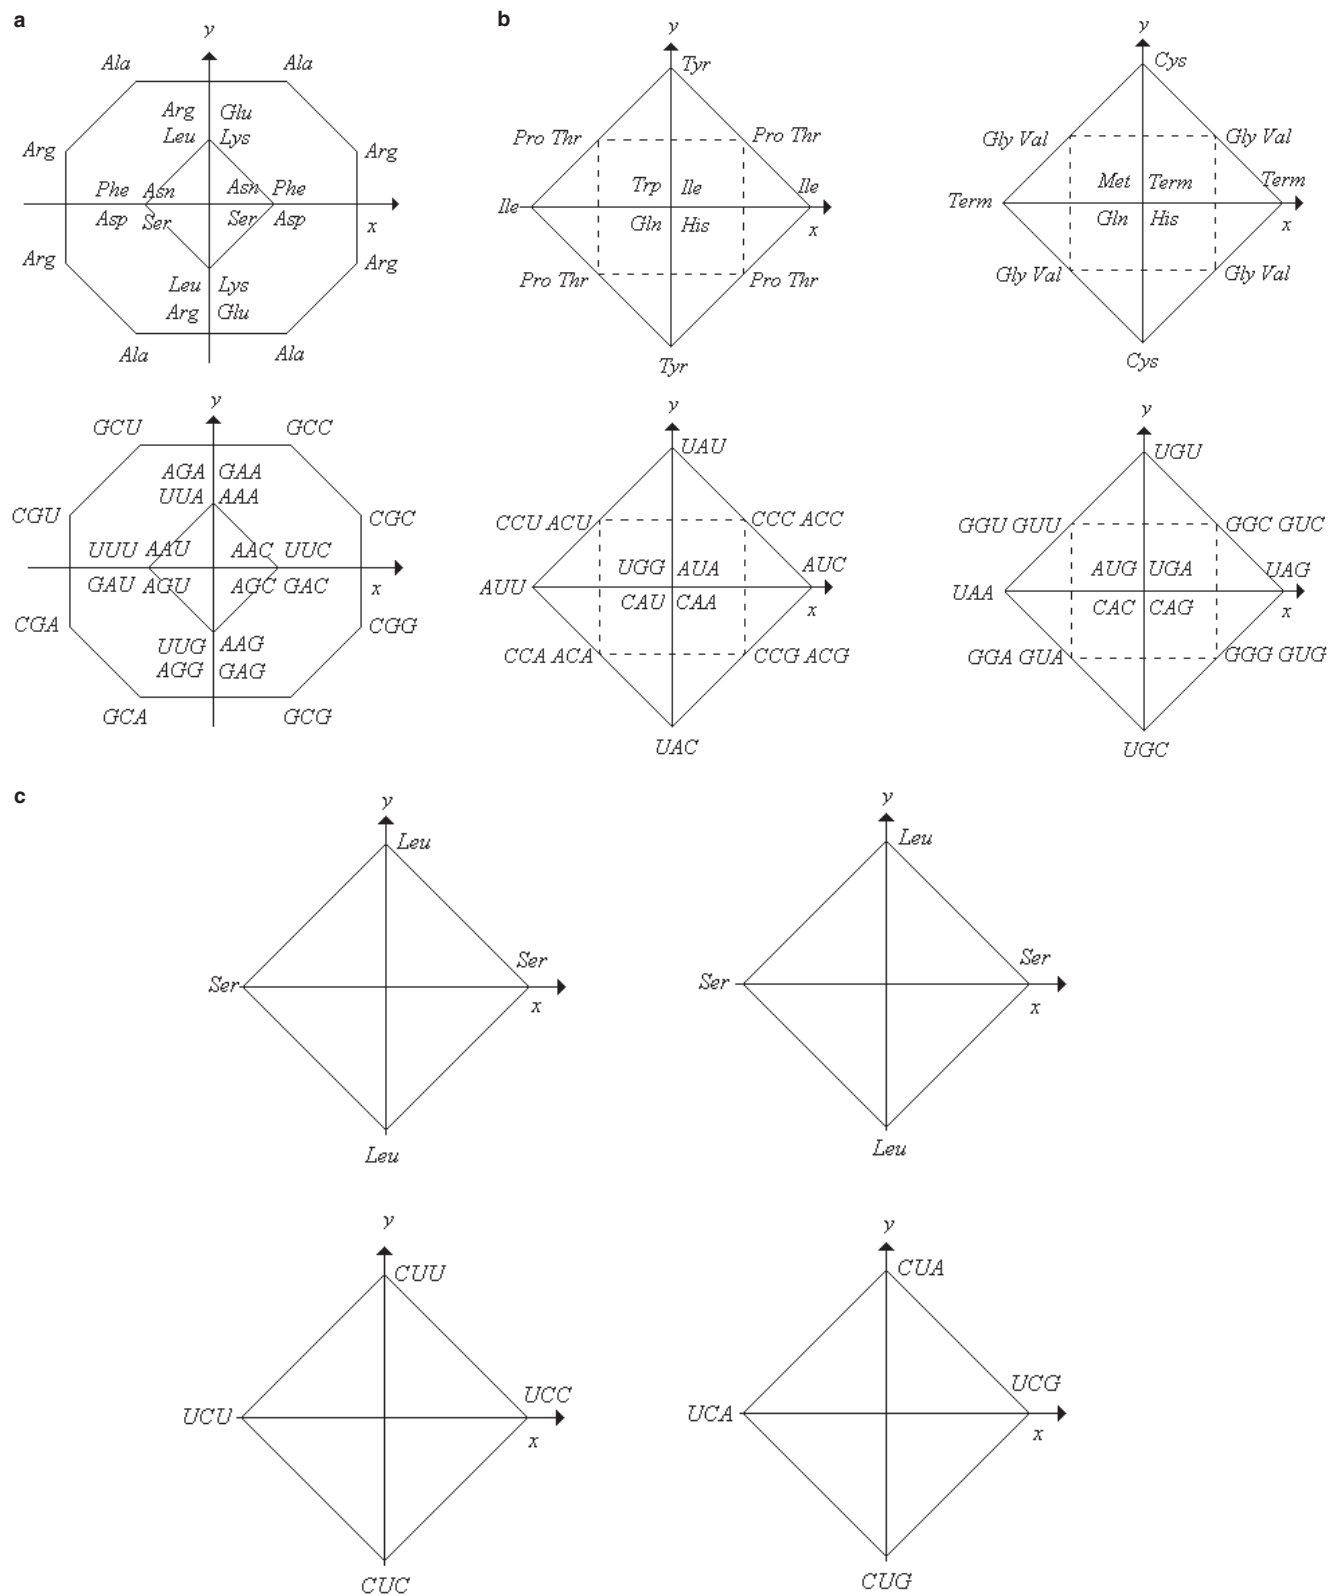 a
y
Ala Ala
Arg Glu
Leu Lys
Arg Arg
Phe Asn Asn Phe
Asp Ser Ser Asp
x
Arg Arg
Leu Lys
Arg Glu
Ala Ala
y
GCU GCC
AGA GAA
UUA AAA
CGU CGC
UUU AAU AAC UUC
GAU AGU AGC GAC
x
CGA CGG
UUG AAG
AGG GAG
GCA GCG
b
y
Tyr
Pro Thr Pro Thr
Trp Ile
Ile Ile
Gln His
x
Pro Thr Pro Thr
Tyr
y
Cys
Gly Val Gly Val
Met Term
Term Term
Gln His
x
Gly Val Gly Val
Cys
y
UAU
CCU ACU CCC ACC
UGG AUA
AUU AUC
CAU CAA
x
CCA ACA CCG ACG
UAC
y
UGU
GGU GUU GGC GUC
AUG UGA
UAA UAG
CAC CAG
x
GGA GUA GGG GUG
UGC
c
y
Leu
Ser Ser
x
Leu
y
Leu
Ser Ser
x
Leu
y
CUU
UCU UCC
x
CUC
y
CUA
UCA UCG
x
CUG